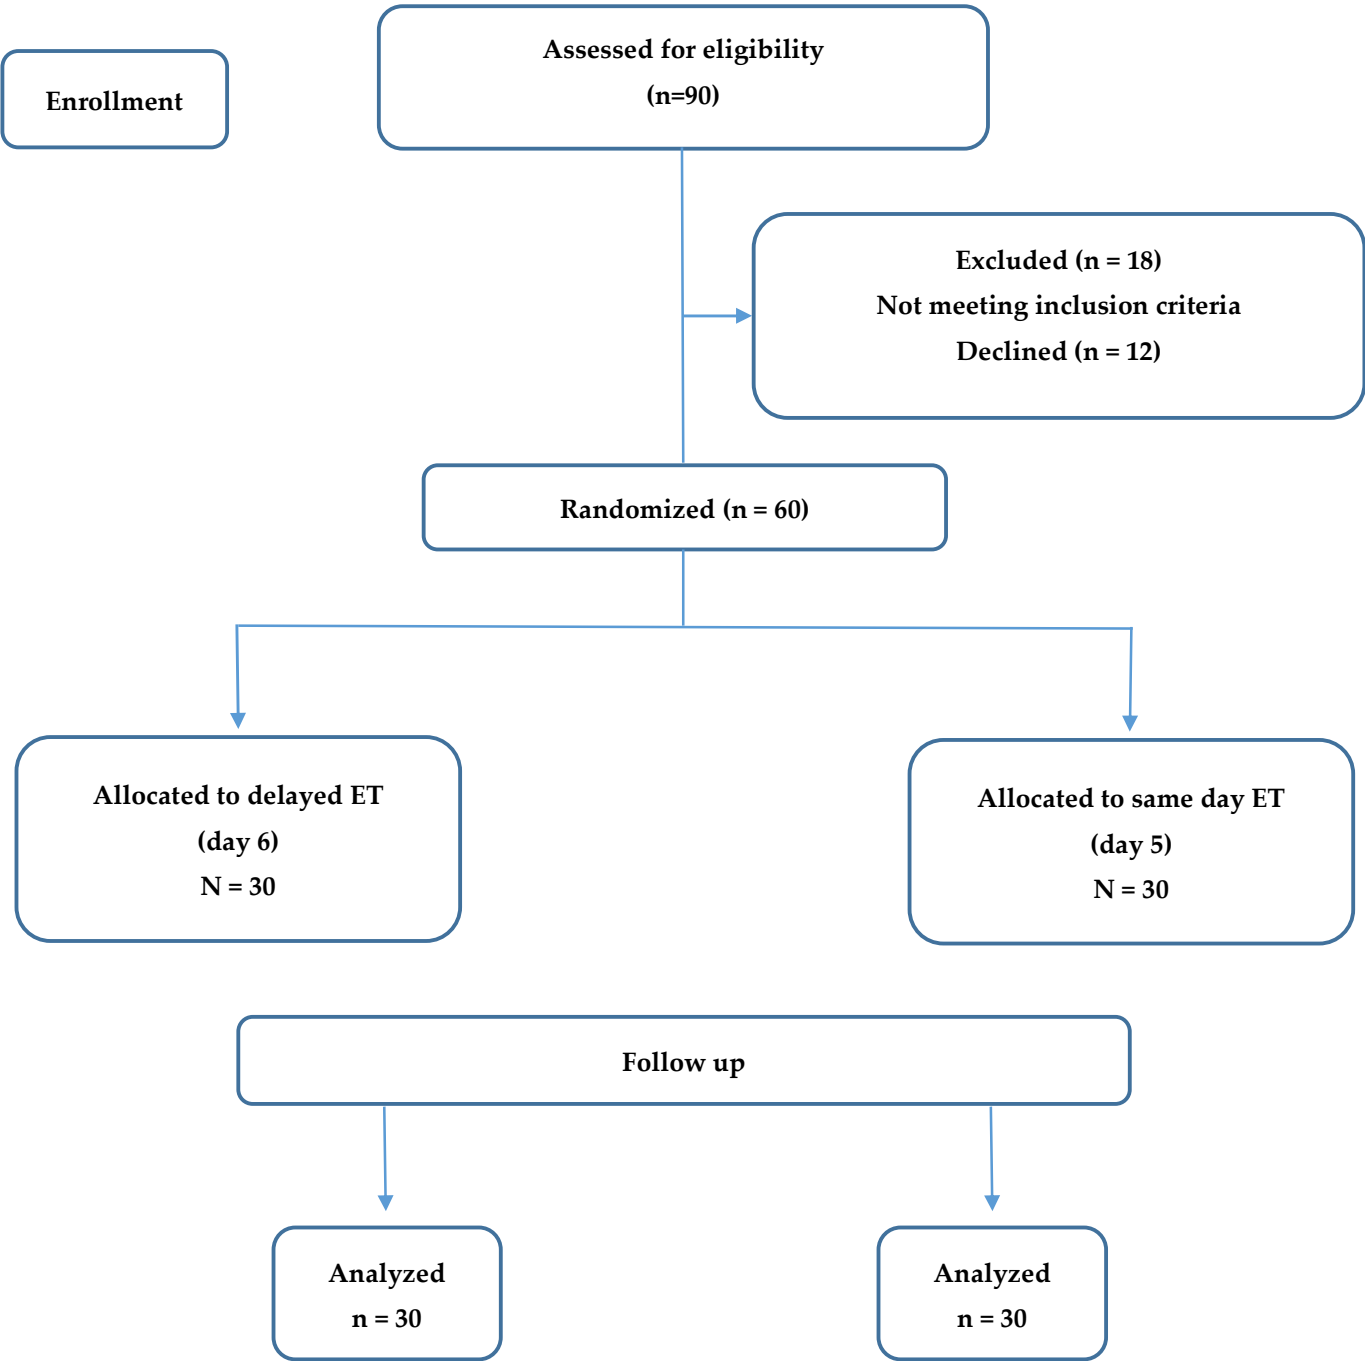 Assessed for eligibility
(n=90)
Enrollment
Excluded (n = 18)
Not meeting inclusion criteria
Declined (n = 12)
Randomized (n = 60)
Allocated to delayed ET
(day 6)
N = 30
Allocated to same day ET
(day 5)
N = 30
Follow up
Analyzed
n = 30
Analyzed
n = 30